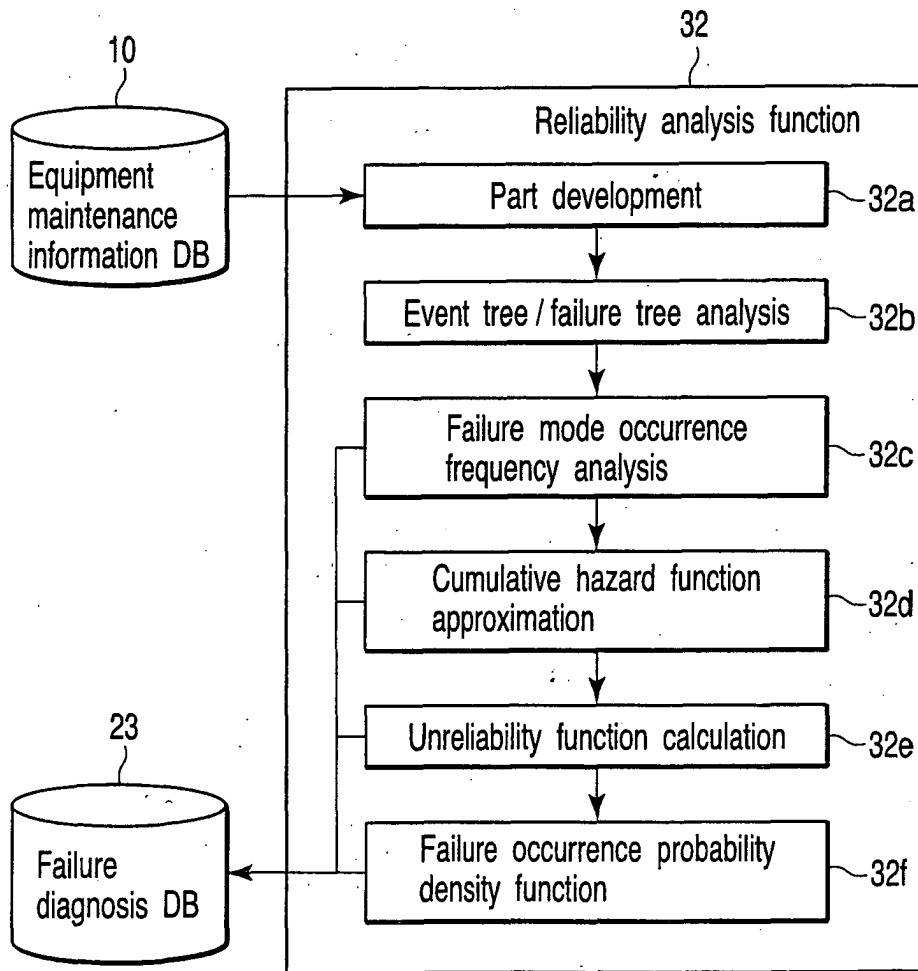 32
10
Reliability analysis function
Equipment
maintenance
information DB
Part development
32a
Event tree / failure tree analysis
32b
Failure mode occurrence
frequency analysis
32c
Cumulative hazard function
approximation
32d
Unreliability function calculation
32e
23
Failure
diagnosis DB
Failure occurrence probability
density function
32f